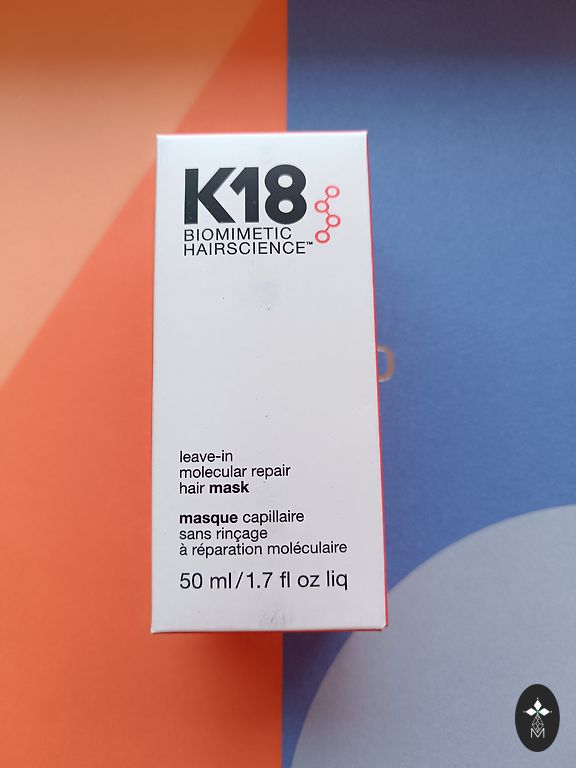 K18
BIOMIMETIC
HAIRSCIENCE™
leave-in
molecular repair
hair mask
masque capillaire
sans rinçage
à réparation moléculaire
50 ml/1.7 fl oz liq
M